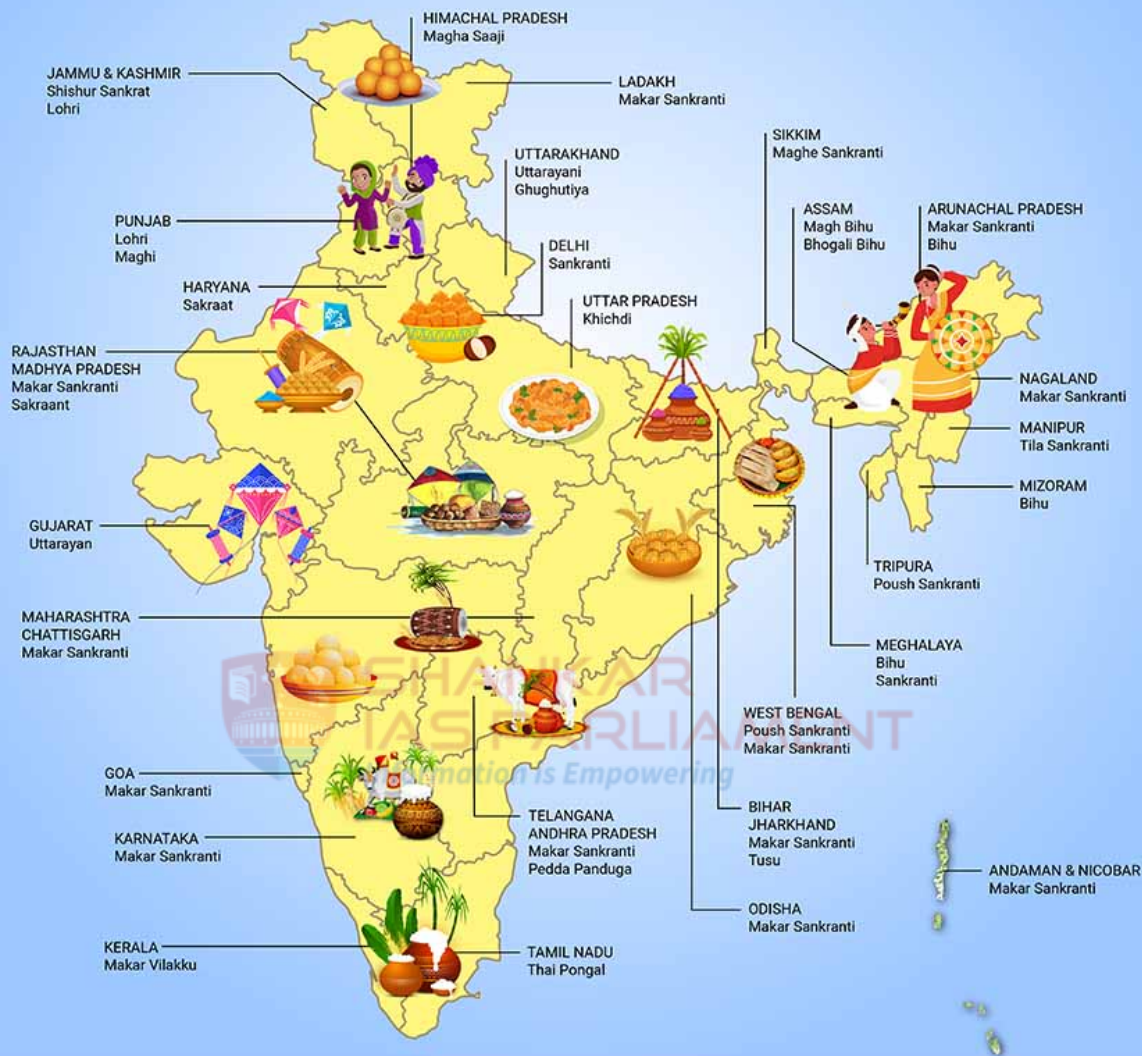 HIMACHAL PRADESH
Magha Saaji
JAMMU & KASHMIR
Shishur Sankrat
Lohri
LADAKH
Makar Sankranti
SIKKIM
Maghe Sankranti
UTTARAKHAND
Uttarayani
Ghughutiya
ASSAM
Magh Bihu
Bhogali Bihu
ARUNACHAL PRADESH
Makar Sankranti
Bihu
PUNJAB
Lohri
Maghi
DELHI
Sankranti
HARYANA
Sakraat
UTTAR PRADESH
Khichdi
RAJASTHAN
MADHYA PRADESH
Makar Sankranti
Sakraant
NAGALAND
Makar Sankranti
MANIPUR
Tila Sankranti
MIZORAM
Bihu
GUJARAT
Uttarayan
TRIPURA
Poush Sankranti
MAHARASHTRA
CHATTISGARH
Makar Sankranti
MEGHALAYA
Bihu
Sankranti
SHANKAR
IAS PARLIAMENT
Information is Empowering
WEST BENGAL
Poush Sankranti
Makar Sankranti
GOA
Makar Sankranti
KARNATAKA
Makar Sankranti
TELANGANA
ANDHRA PRADESH
Makar Sankranti
Pedda Panduga
BIHAR
JHARKHAND
Makar Sankranti
Tusu
ANDAMAN & NICOBAR
Makar Sankranti
ODISHA
Makar Sankranti
KERALA
Makar Vilakku
TAMIL NADU
Thai Pongal